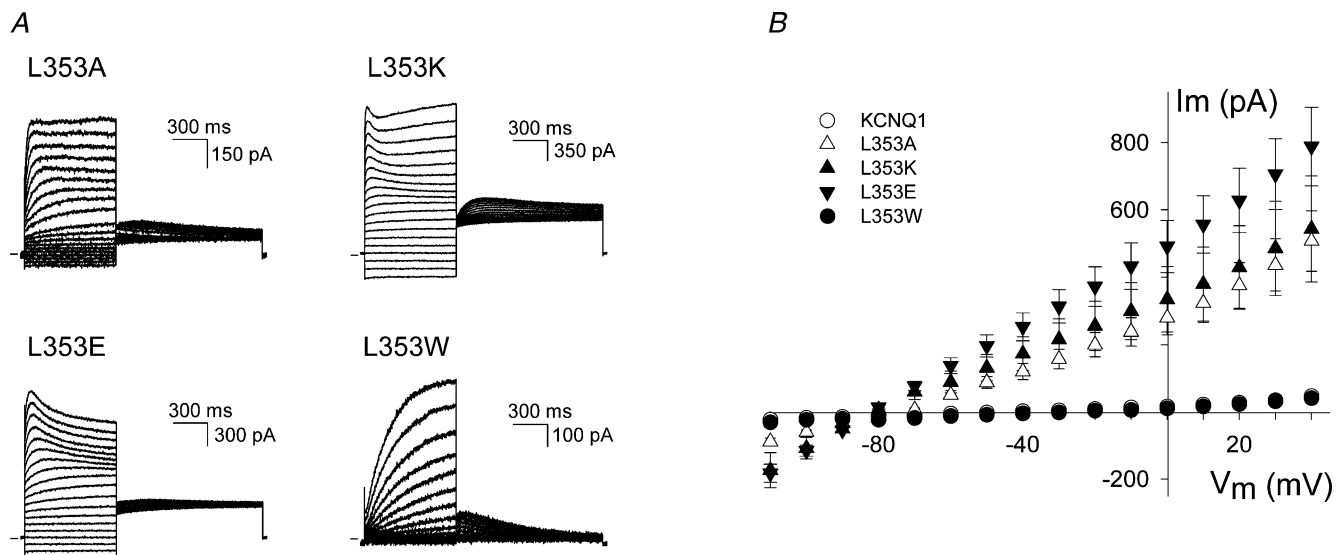 A
B
L353A
300 ms
150 pA
L353K
300 ms
350 pA
L353E
300 ms
300 pA
L353W
300 ms
100 pA
Im (pA)
KCNQ1
L353A
L353K
L353E
L353W
800
600
-80
-40
20
-200
Vm (mV)